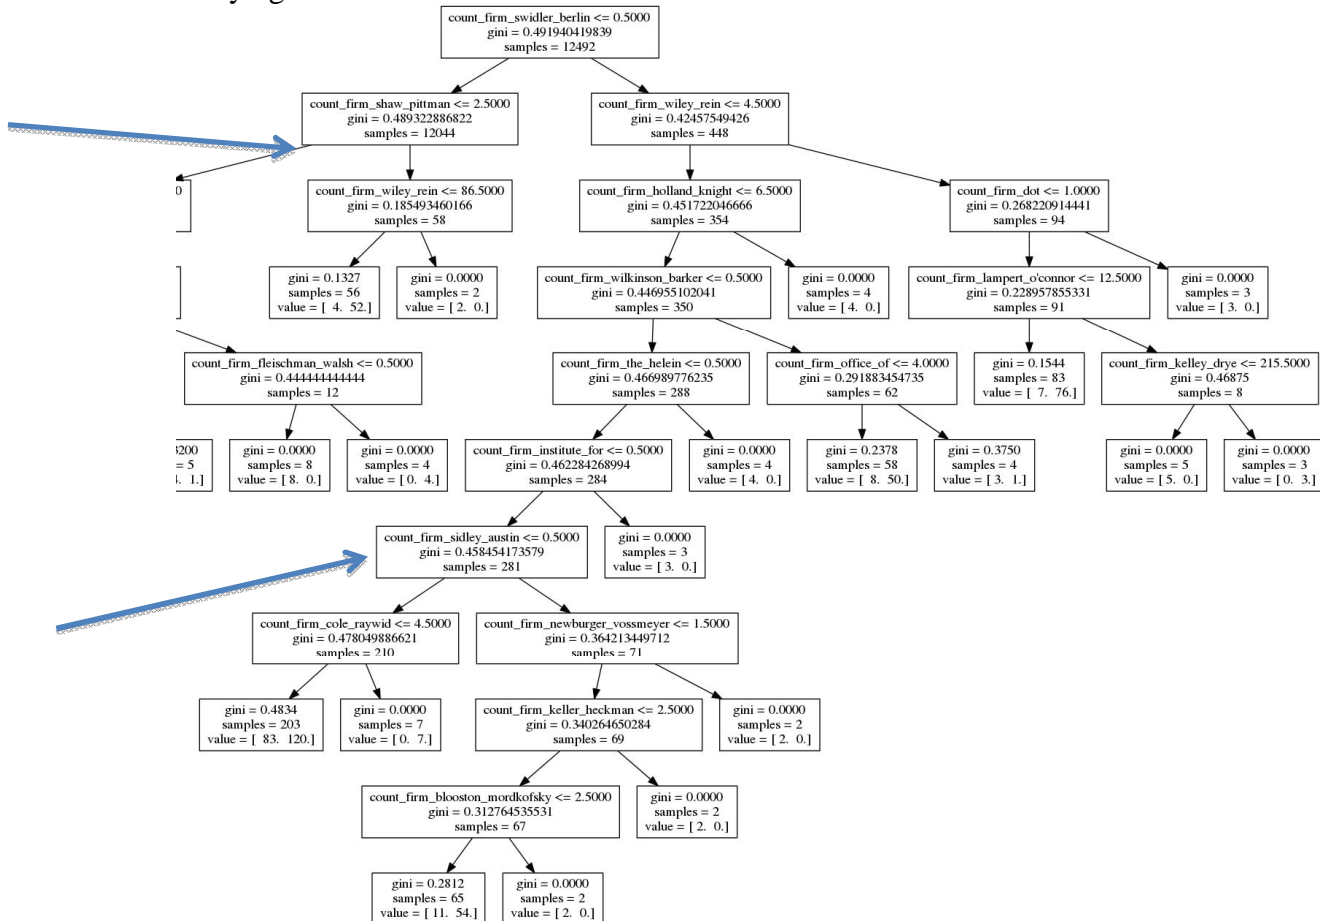 count_firm_swidler_berlin <= 0.5000
gini = 0.491940419839
samples = 12492
count_firm_shaw_pittman <= 2.5000
gini = 0.489322886822
samples = 12044
count_firm_wiley_rein <= 4.5000
gini = 0.42457549426
samples = 448
0
count_firm_wiley_rein <= 86.5000
gini = 0.185493460166
samples = 58
count_firm_holland_knight <= 6.5000
gini = 0.451722046666
samples = 354
count_firm_dot <= 1.0000
gini = 0.268220914441
samples = 94
gini = 0.1327
samples = 56
value = [ 4. 52.]
gini = 0.0000
samples = 2
value = [ 2. 0.]
count_firm_wilkinson_barker <= 0.5000
gini = 0.446955102041
samples = 350
gini = 0.0000
samples = 4
value = [ 4. 0.]
count_firm_lampert_o'connor <= 12.5000
gini = 0.228957855331
samples = 91
gini = 0.0000
samples = 3
value = [ 3. 0.]
count_firm_fleischman_walsh <= 0.5000
gini = 0.444444444444
samples = 12
count_firm_the_helein <= 0.5000
gini = 0.466989776235
samples = 288
count_firm_office_of <= 4.0000
gini = 0.291883454735
samples = 62
gini = 0.1544
samples = 83
value = [ 7. 76.]
count_firm_kelley_drye <= 215.5000
gini = 0.46875
samples = 8
200
= 5
1.]
gini = 0.0000
samples = 8
value = [ 8. 0.]
gini = 0.0000
samples = 4
value = [ 0. 4.]
count_firm_institute_for <= 0.5000
gini = 0.462284268994
samples = 284
gini = 0.0000
samples = 4
value = [ 4. 0.]
gini = 0.2378
samples = 58
value = [ 8. 50.]
gini = 0.3750
samples = 4
value = [ 3. 1.]
gini = 0.0000
samples = 5
value = [ 5. 0.]
gini = 0.0000
samples = 3
value = [ 0. 3.]
count_firm_sidley_austin <= 0.5000
gini = 0.458454173579
samples = 281
gini = 0.0000
samples = 3
value = [ 3. 0.]
count_firm_cole_raywid <= 4.5000
gini = 0.478049886621
samples = 210
count_firm_newburger_vossmeyer <= 1.5000
gini = 0.364213449712
samples = 71
gini = 0.4834
samples = 203
value = [ 83. 120.]
gini = 0.0000
samples = 7
value = [ 0. 7.]
count_firm_keller_heckman <= 2.5000
gini = 0.340264650284
samples = 69
gini = 0.0000
samples = 2
value = [ 2. 0.]
count_firm_blooston_mordkofsky <= 2.5000
gini = 0.312764535531
samples = 67
gini = 0.0000
samples = 2
value = [ 2. 0.]
gini = 0.2812
samples = 65
value = [ 11. 54.]
gini = 0.0000
samples = 2
value = [ 2. 0.]